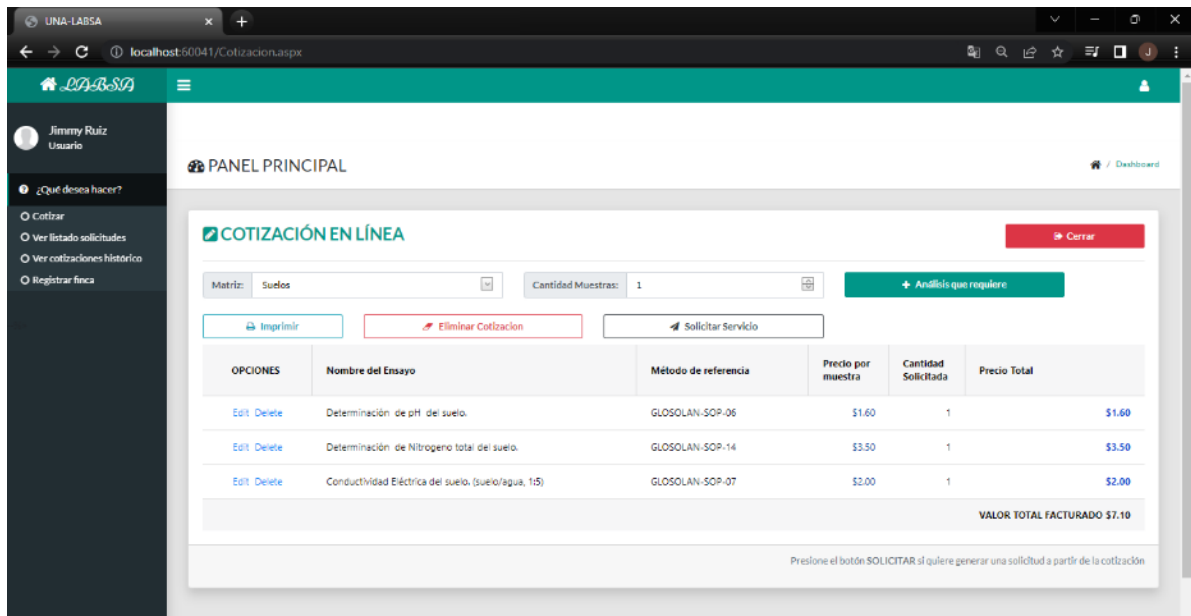 UNA-LABSA
localhost:60041/Cotizacion.aspx
J
LABSA
Jimmy Ruiz
Usuario
¿Qué desea hacer?
Cotizar
Ver listado solicitudes
Ver cotizaciones histórico
Registrar finca
PANEL PRINCIPAL
/ Dashboard
COTIZACIÓN EN LÍNEA
Cerrar
Matriz: Suelos
Cantidad Muestras: 1
+ Análisis que requiere
Imprimir
Eliminar Cotizacion
Solicitar Servicio
OPCIONES Nombre del Ensayo Método de referencia Precio por muestra Cantidad Solicitada Precio Total
Edit Delete Determinación de pH del suelo. GLOSOLAN-SOP-06 $1.60 1 $1.60
Edit Delete Determinación de Nitrogeno total del suelo. GLOSOLAN-SOP-14 $3.50 1 $3.50
Edit Delete Conductividad Eléctrica del suelo. (suelo/agua, 1:5) GLOSOLAN-SOP-07 $2.00 1 $2.00
VALOR TOTAL FACTURADO $7.10
Presione el botón SOLICITAR si quiere generar una solicitud a partir de la cotización